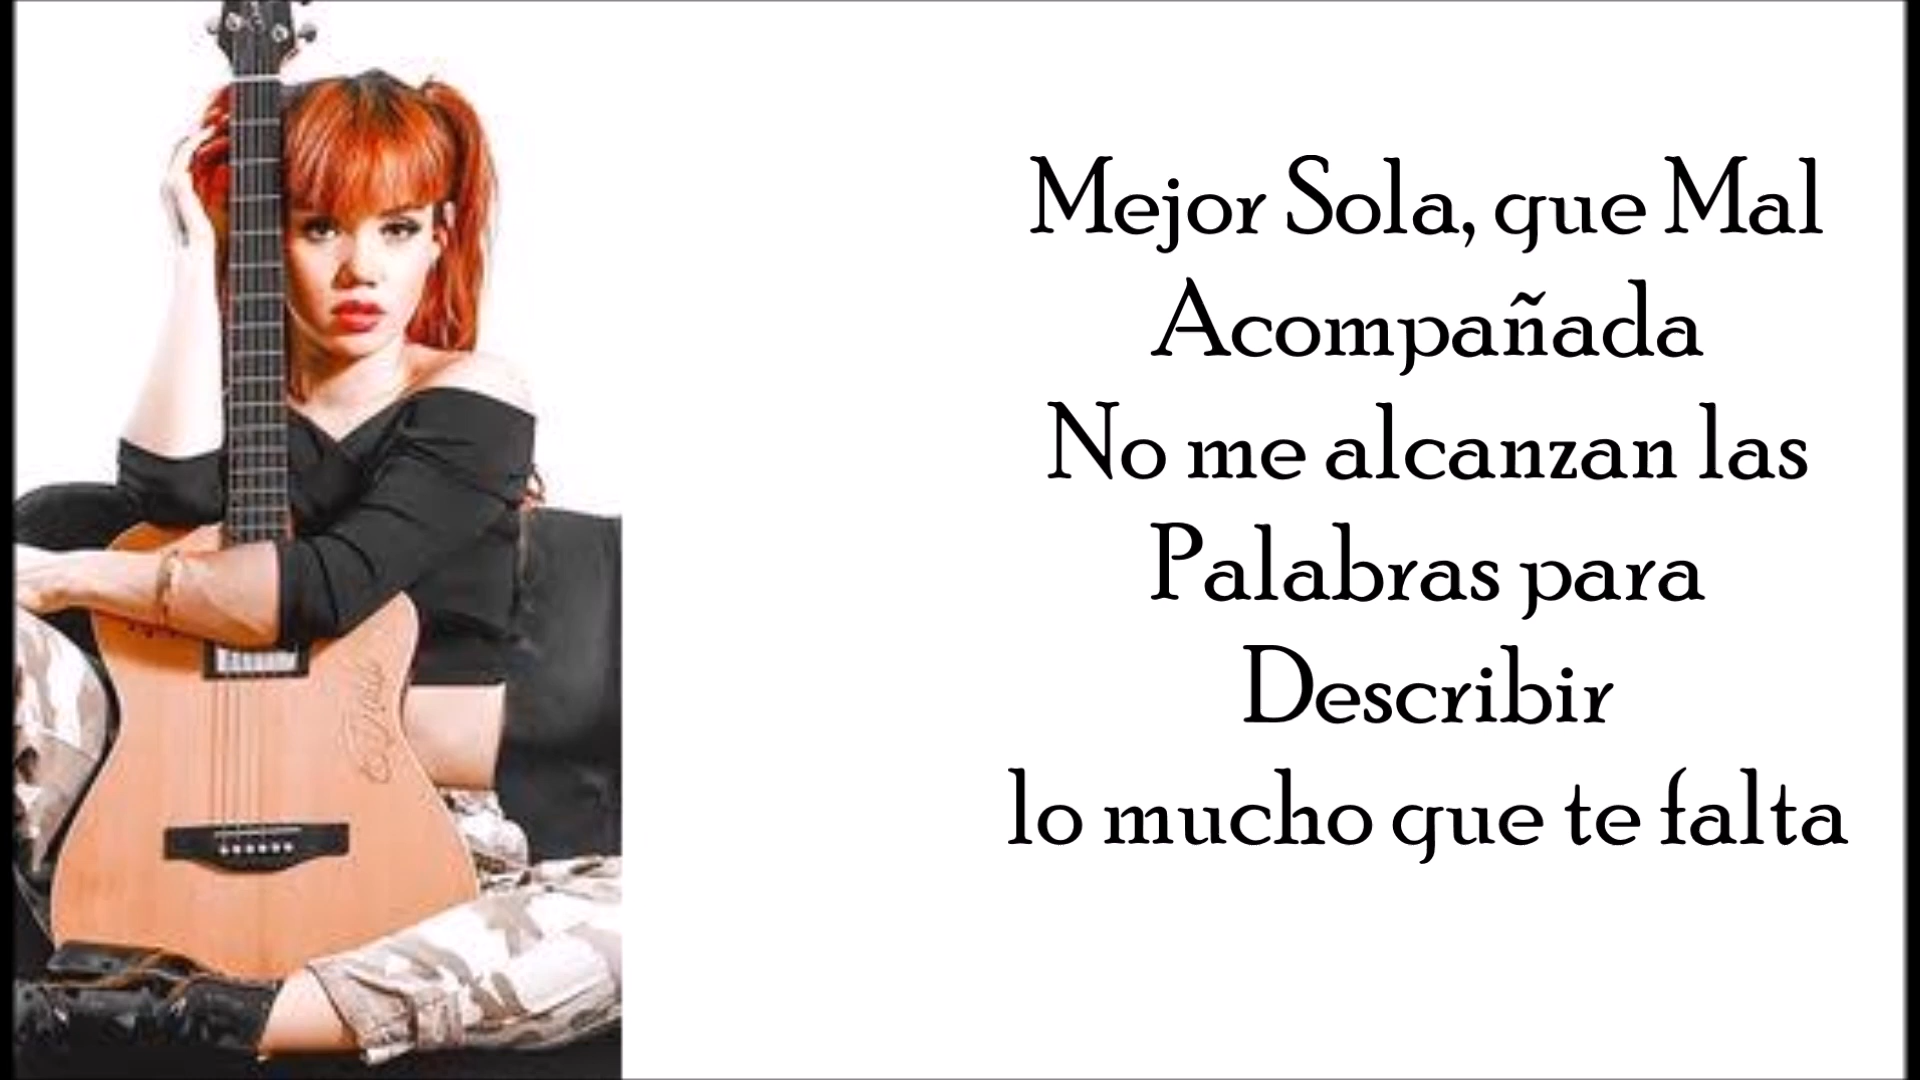 Mejor Sola, que Mal
Acompañada
No me alcanzan las
Palabras para
Describir
lo mucho que te falta